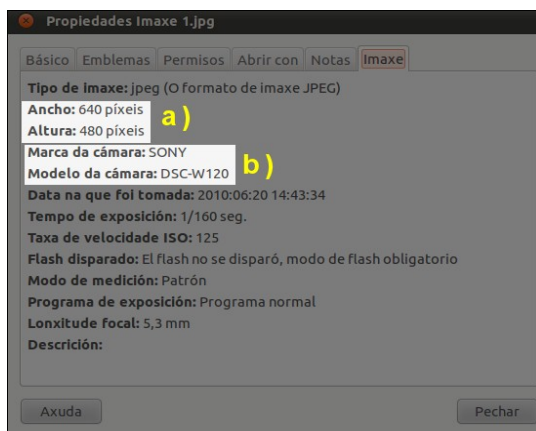 Propiedades Imaxe 1.jpg
Básico Emblemas Permisos Abrir con Notas Imaxe
Tipo de imaxe: jpeg (O formato de imaxe JPEG)
Ancho: 640 píxeis
Altura: 480 píxeis
a )
Marca da cámara: SONY
Modelo da cámara: DSC-W120
b )
Data na que foi tomada: 2010:06:20 14:43:34
Tempo de exposición: 1/160 seg.
Taxa de velocidade ISO: 125
Flash disparado: El flash no se disparó, modo de flash obligatorio
Modo de medición: Patrón
Programa de exposición: Programa normal
Lonxitude focal: 5,3 mm
Descrición:
Axuda Pechar